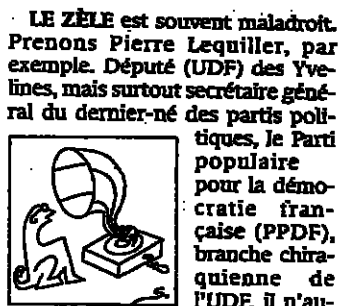 LE ZÈLE est souvent maladroit.
Prenons Pierre Lequiller, par
exemple. Député (UDF) des Yve-
lines, mais surtout secrétaire géné-
ral du dernier-né des partis poli-
tiques, le Parti
populaire
pour la démo-
cratie fran-
çaise (PPDF),
branche chira-
quienne de
l'UDF, il n'au-
S.